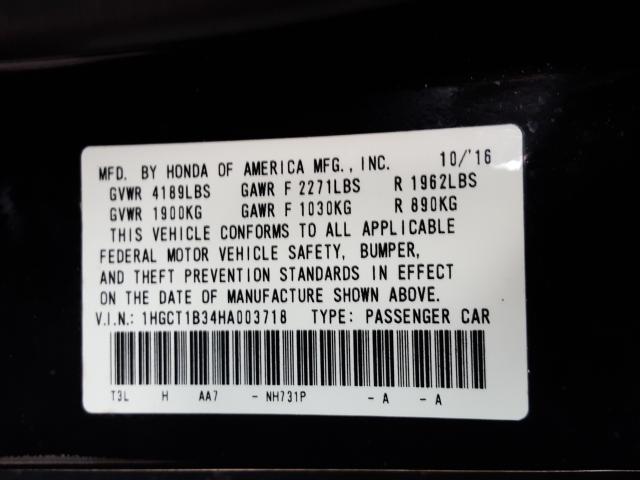 MFD. BY HONDA OF AMERICA MFG., INC. 10/'16
GVWR 4189LBS GAWR F 2271LBS R 1962LBS
GVWR 1900KG GAWR F 1030KG R 890KG
THIS VEHICLE CONFORMS TO ALL APPLICABLE
FEDERAL MOTOR VEHICLE SAFETY, BUMPER,
AND THEFT PREVENTION STANDARDS IN EFFECT
ON THE DATE OF MANUFACTURE SHOWN ABOVE.
V.I.N.: 1HGCT1B34HA003718 TYPE: PASSENGER CAR
T3L H AA7 - NH731P - A - A